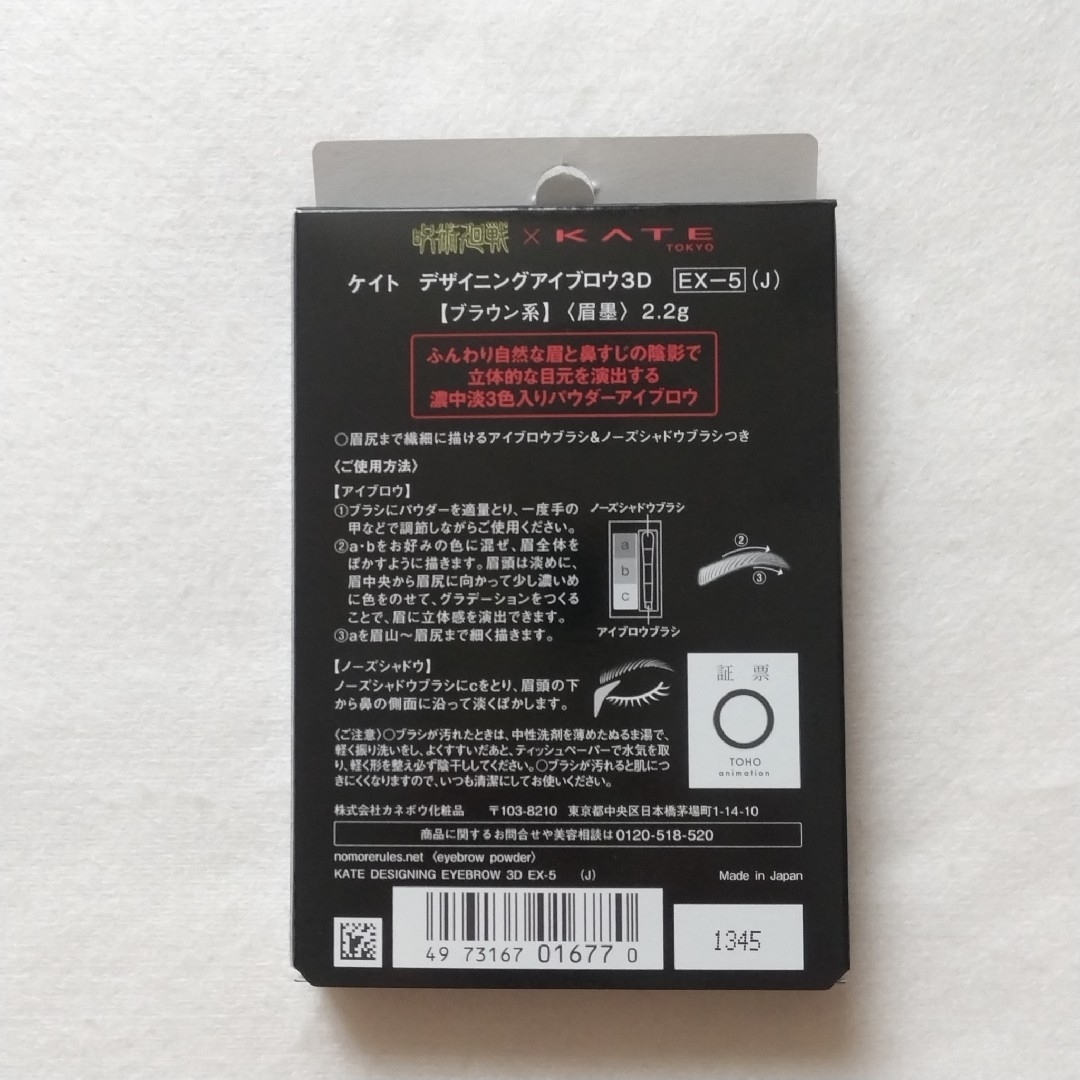 呪術廻戦 × KATE
TOKYO
ケイト デザイニングアイブロウ3D EX-5 (J)
【ブラウン系】〈眉墨〉2.2g
ふんわり自然な眉と鼻すじの陰影で
立体的な目元を演出する
濃中淡3色入りパウダーアイブロウ
○眉尻まで繊細に描けるアイブロウブラシ&ノーズシャドウブラシつき
〈ご使用方法〉
【アイブロウ】
①ブラシにパウダーを適量とり、一度手の
甲などで調節しながらご使用ください。
②a・bをお好みの色に混ぜ、眉全体を
ぼかすように描きます。眉頭は淡めに、
眉中央から眉尻に向かって少し濃いめ
に色をのせて、グラデーションをつくる
ことで、眉に立体感を演出できます。
③aを眉山〜眉尻まで細く描きます。
ノーズシャドウブラシ
a
b
c
アイブロウブラシ
②
③
【ノーズシャドウ】
ノーズシャドウブラシにcをとり、眉頭の下
から鼻の側面に沿って淡くぼかします。
証票
TOHO
animation
〈ご注意〉○ブラシが汚れたときは、中性洗剤を薄めたぬるま湯で、
軽く振り洗いをし、よくすすいだあと、ティッシュペーパーで水気を取
り、軽く形を整え必ず陰干ししてください。○ブラシが汚れると肌につ
きにくくなりますので、いつも清潔にしてお使いください。
株式会社カネボウ化粧品 〒103-8210 東京都中央区日本橋茅場町1-14-10
商品に関するお問合せや美容相談は0120-518-520
nomorerules.net 〈eyebrow powder〉
KATE DESIGNING EYEBROW 3D EX-5 (J)
Made in Japan
49 73167 01677 0
1345